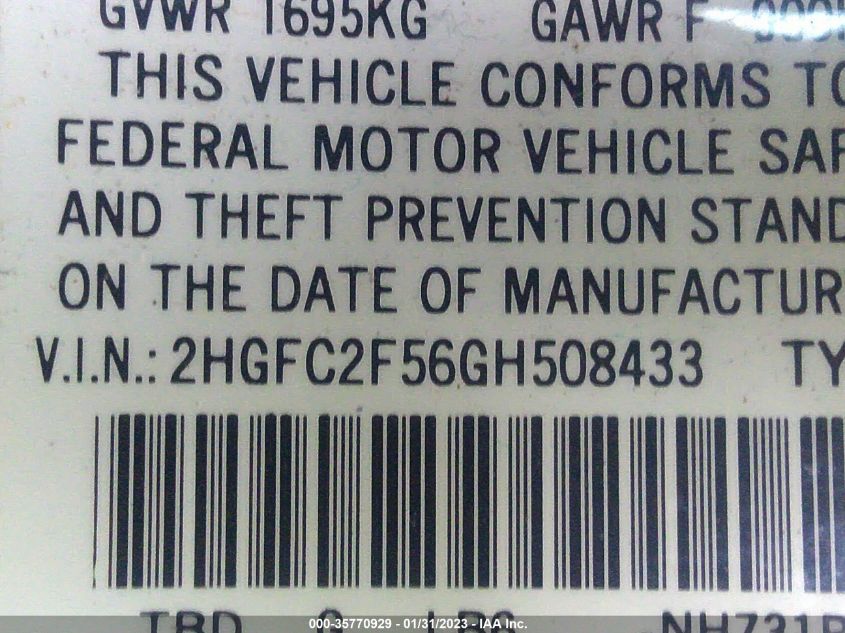 GVWR 1695KG GAWR F
THIS VEHICLE CONFORMS TO
FEDERAL MOTOR VEHICLE SAF
AND THEFT PREVENTION STAND
ON THE DATE OF MANUFACTUR
V.I.N.: 2HGFC2F56GH508433 TY
000-35770929 - 01/31/2023 - IAA Inc.